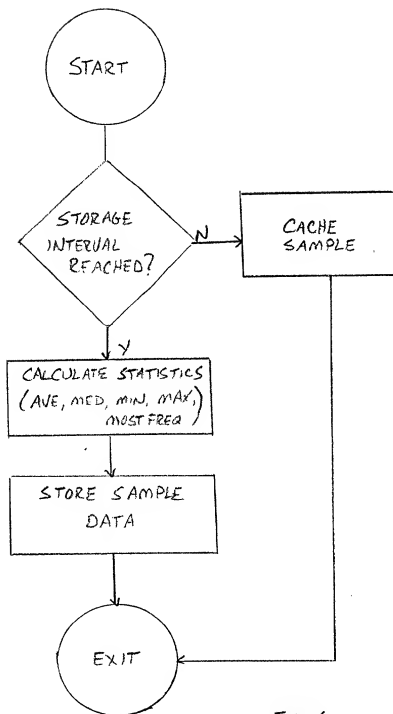 START
STORAGE
INTERVAL
REACHED?
N
CACHE
SAMPLE
Y
CALCULATE STATISTICS
(AVE, MED, MIN, MAX,
MOST FREQ)
STORE SAMPLE
DATA
EXIT